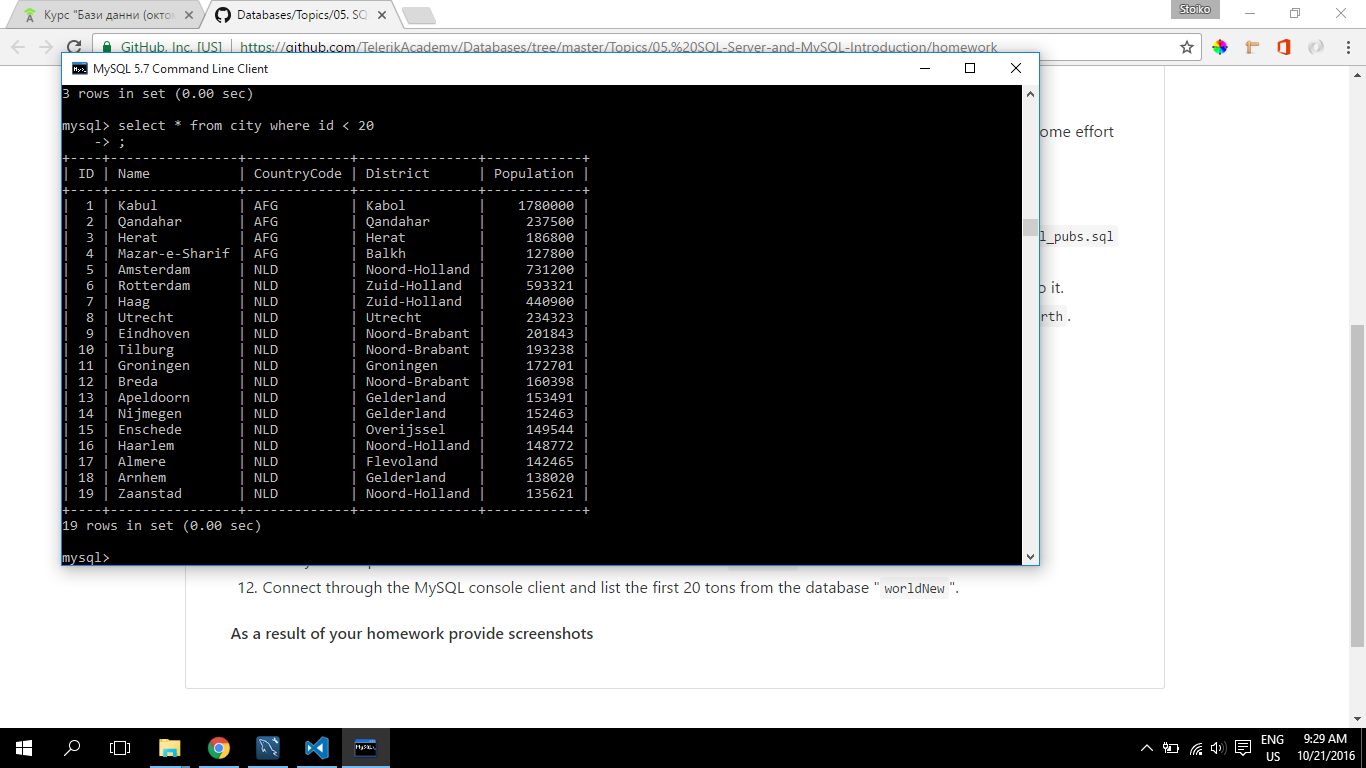 Курс "Бази данни (октом
Databases/Topics/05. SQ
Stoiko
GitHub, Inc. [US]
https://github.com/TelerikAcademy/Databases/tree/master/Topics/05.%20SQL-Server-and-MySQL-Introduction/homework
MySQL 5.7 Command Line Client
3 rows in set (0.00 sec)
mysql> select * from city where id < 20
-> ;
+----+----------------+-------------+---------------+------------+
| ID | Name | CountryCode | District | Population |
+----+----------------+-------------+---------------+------------+
| 1 | Kabul | AFG | Kabol | 1780000 |
| 2 | Qandahar | AFG | Qandahar | 237500 |
| 3 | Herat | AFG | Herat | 186800 |
| 4 | Mazar-e-Sharif | AFG | Balkh | 127800 |
| 5 | Amsterdam | NLD | Noord-Holland | 731200 |
| 6 | Rotterdam | NLD | Zuid-Holland | 593321 |
| 7 | Haag | NLD | Zuid-Holland | 440900 |
| 8 | Utrecht | NLD | Utrecht | 234323 |
| 9 | Eindhoven | NLD | Noord-Brabant | 201843 |
| 10 | Tilburg | NLD | Noord-Brabant | 193238 |
| 11 | Groningen | NLD | Groningen | 172701 |
| 12 | Breda | NLD | Noord-Brabant | 160398 |
| 13 | Apeldoorn | NLD | Gelderland | 153491 |
| 14 | Nijmegen | NLD | Gelderland | 152463 |
| 15 | Enschede | NLD | Overijssel | 149544 |
| 16 | Haarlem | NLD | Noord-Holland | 148772 |
| 17 | Almere | NLD | Flevoland | 142465 |
| 18 | Arnhem | NLD | Gelderland | 138020 |
| 19 | Zaanstad | NLD | Noord-Holland | 135621 |
+----+----------------+-------------+---------------+------------+
19 rows in set (0.00 sec)
mysql>
ome effort
l_pubs.sql
o it.
rth.
12. Connect through the MySQL console client and list the first 20 tons from the database "worldNew".
As a result of your homework provide screenshots
ENG
US
9:29 AM
10/21/2016